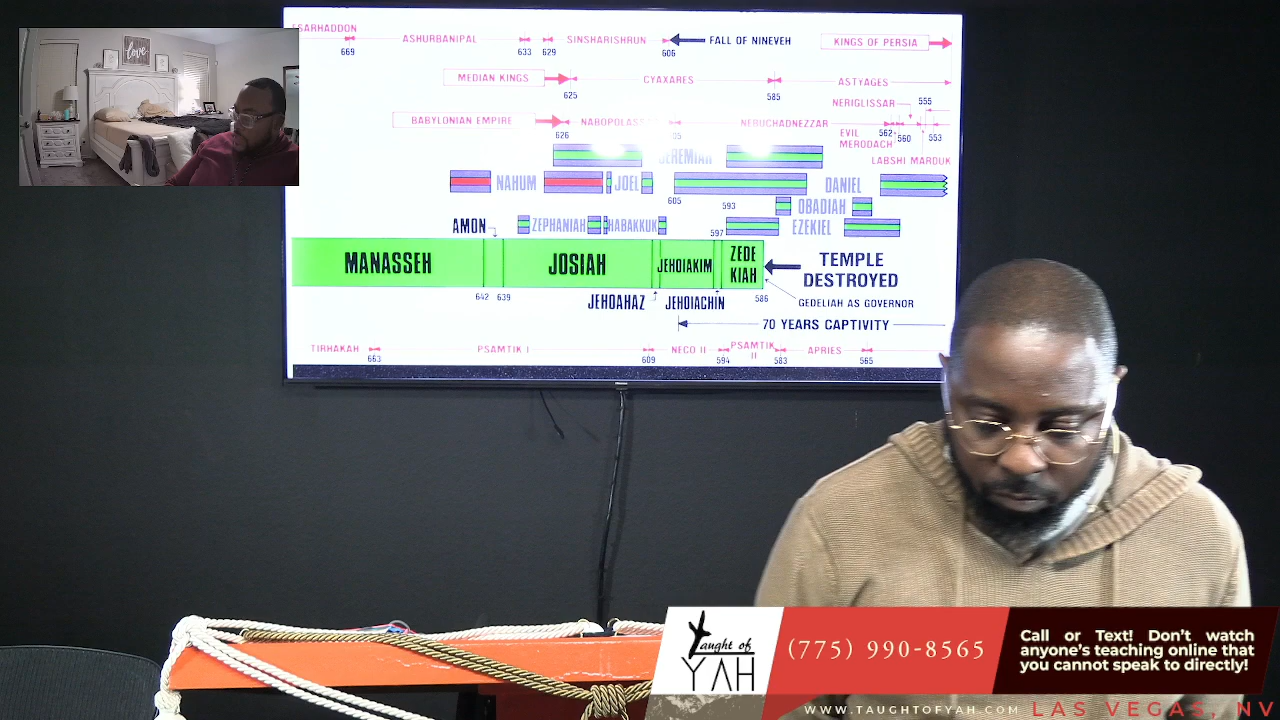 love
ESARHADDON
669
ASHURBANIPAL
633
629
SINSHARISHRUN
606
FALL OF NINEVEH
KINGS OF PERSIA
MEDIAN KINGS
625
CYAXARES
585
ASTYAGES
NERIGLISSAR
555
BABYLONIAN EMPIRE
626
NEBUCHADNEZZAR
EVIL
MERODACH
562
560
553
LABSHI MARDUK
JEREMIAH
NAHUM
JOEL
605
DANIEL
593
OBADIAH
AMON
ZEPHANIAH
HABAKKUK
597
EZEKIEL
MANASSEH
JOSIAH
JEHOIAKIM
ZEDE
KIAH
TEMPLE
DESTROYED
642
639
JEHOAHAZ
JEHOIACHIN
586
GEDELIAH AS GOVERNOR
70 YEARS CAPTIVITY
TIRHAKAH
663
PSAMTIK I
609
NECO II
594
PSAMTIK
II
583
APRIES
565
Taught of
YAH
(775) 990-8565
Call or Text! Don't watch
anyone's teaching online that
you cannot speak to directly!
WWW.TAUGHTOFYAH.COM
LAS VEGAS, NV